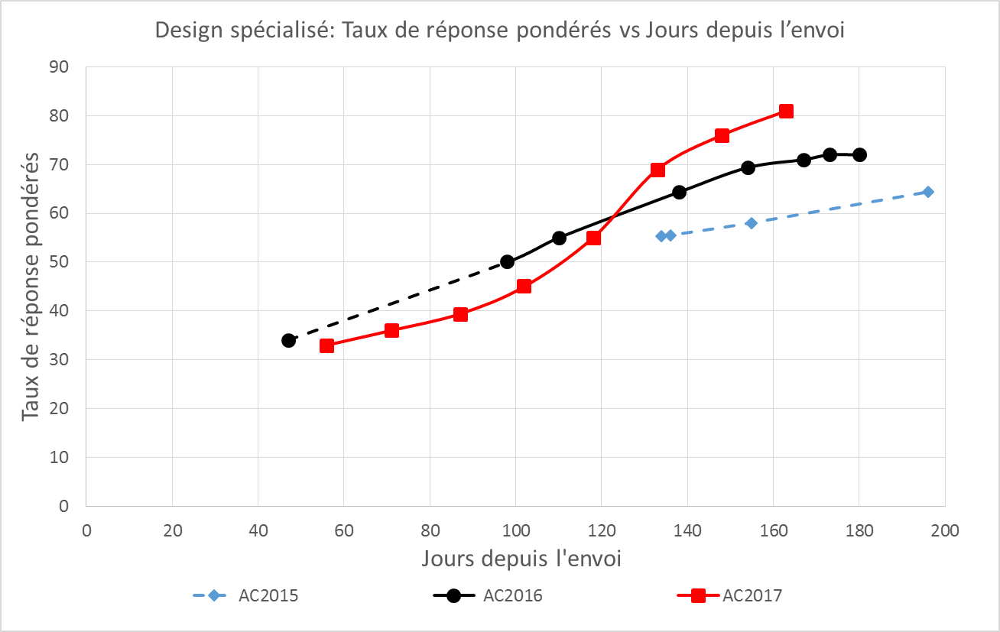 Design spécialisé: Taux de réponse pondérés vs Jours depuis l’envoi
Taux de réponse pondérés
90
80
70
60
50
40
30
20
10
0
0 20 40 60 80 100 120 140 160 180 200
Jours depuis l'envoi
AC2015 AC2016 AC2017